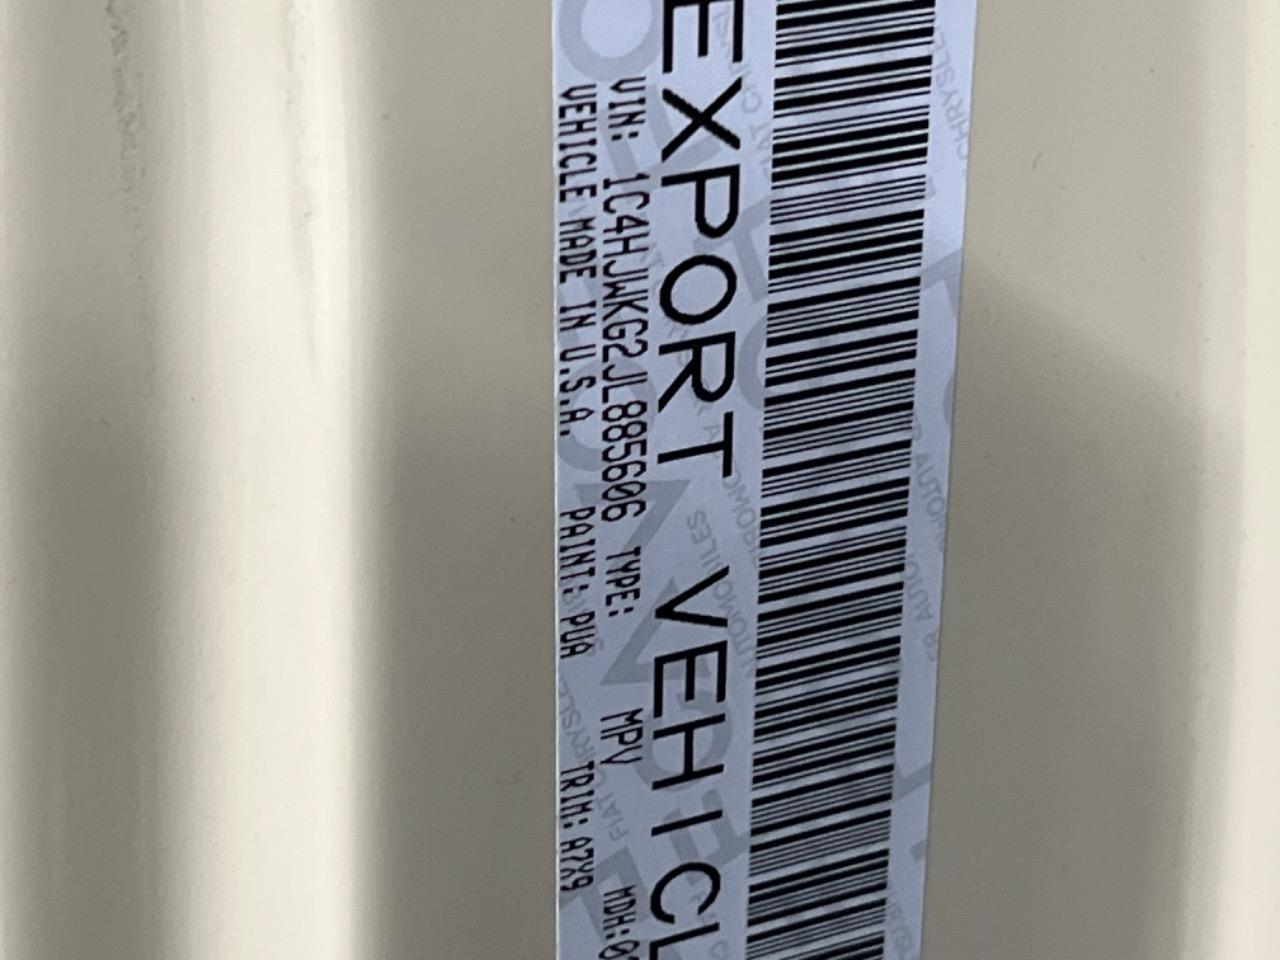 EXPORT VEHICL
VIN: 1C4HJWKG2JL885606 TYPE: MPV MDH:0
VEHICLE MADE IN U.S.A. PAINT: PUA TRIM: A7X9